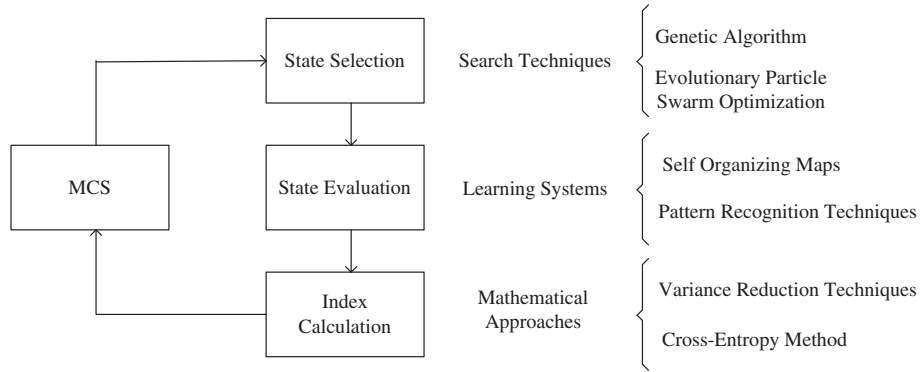 State Selection
Search Techniques
Genetic Algorithm
Evolutionary Particle
Swarm Optimization
MCS
State Evaluation
Learning Systems
Self Organizing Maps
Pattern Recognition Techniques
Index
Calculation
Mathematical
Approaches
Variance Reduction Techniques
Cross-Entropy Method